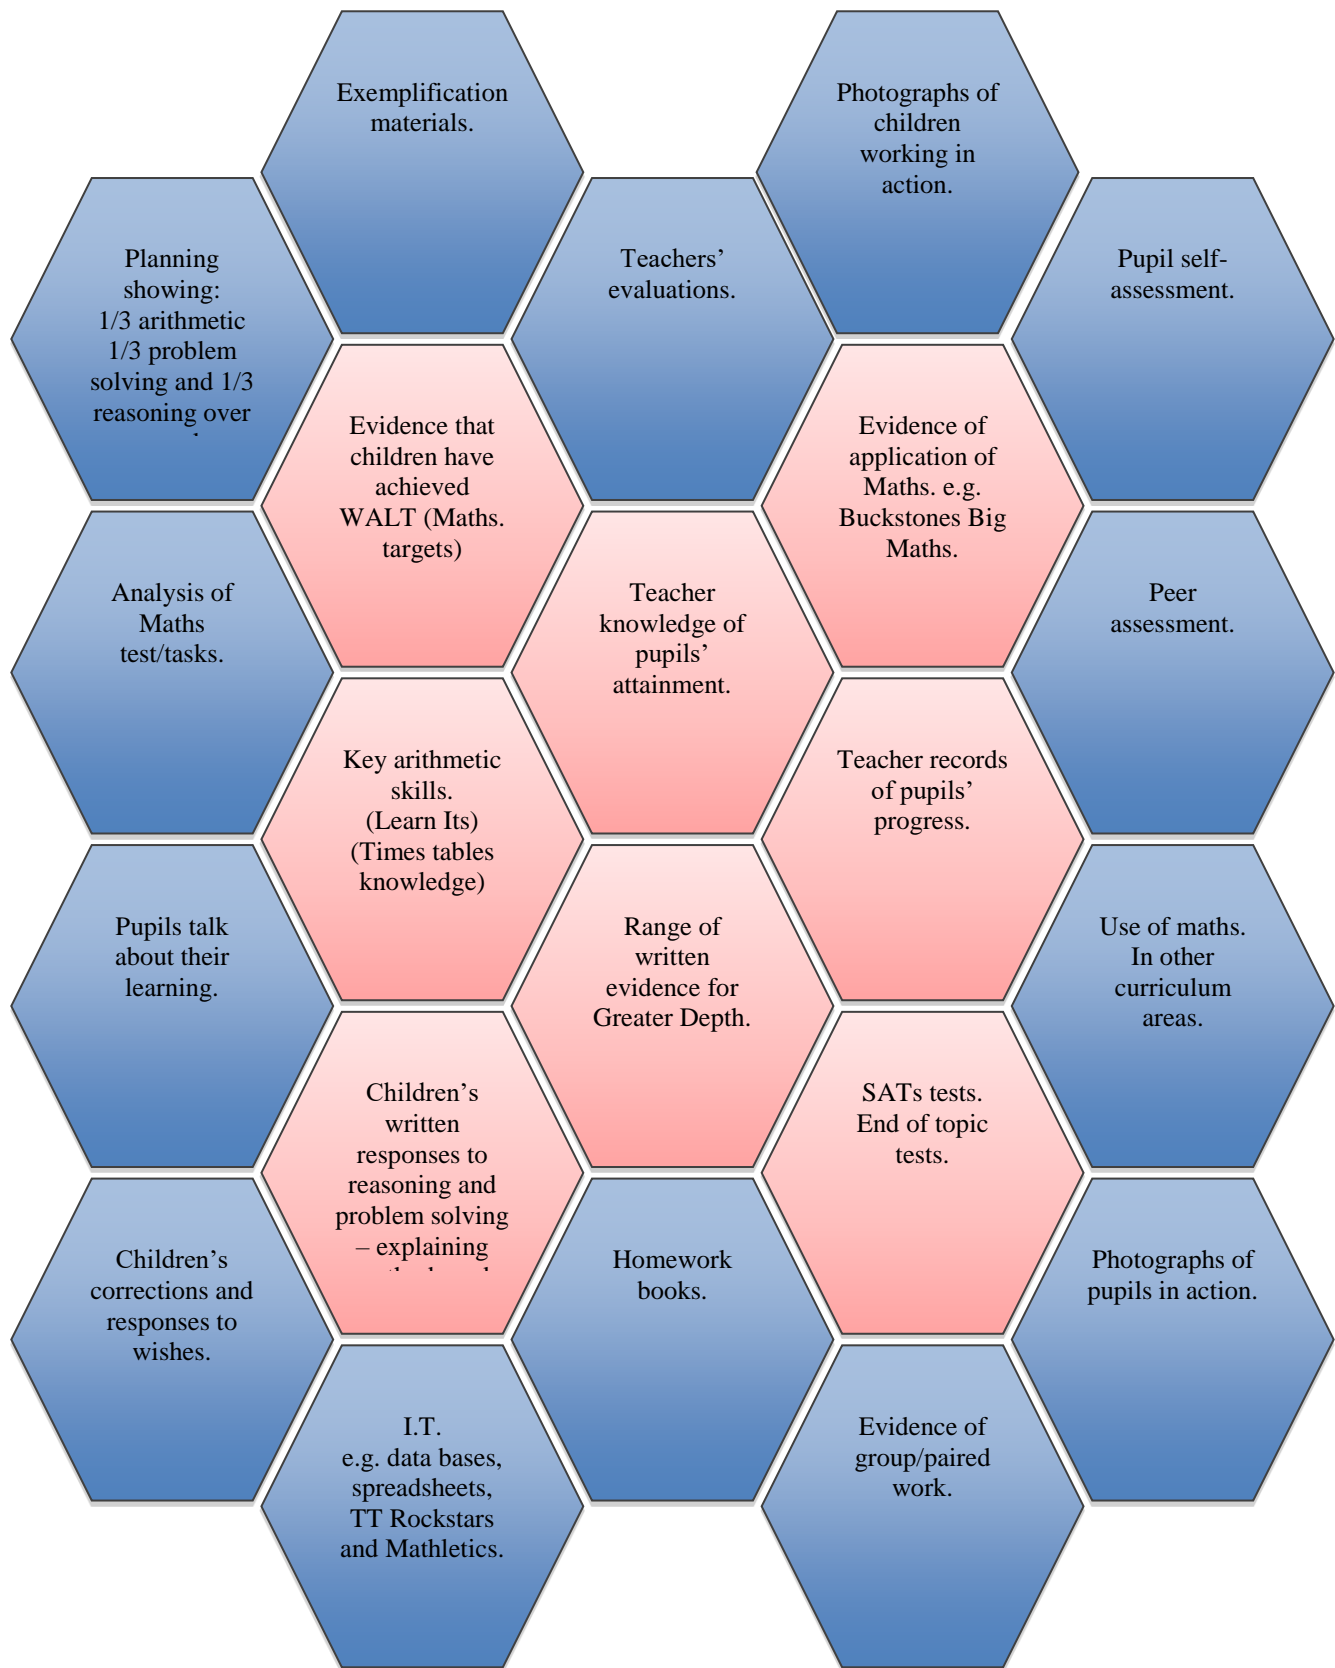 Exemplification
materials.
Photographs of
children
working in
action.
Planning
showing:
1/3 arithmetic
1/3 problem
solving and 1/3
reasoning over
Teachers’
evaluations.
Pupil self-
assessment.
Evidence that
children have
achieved
WALT (Maths.
targets)
Evidence of
application of
Maths. e.g.
Buckstones Big
Maths.
Analysis of
Maths
test/tasks.
Teacher
knowledge of
pupils’
attainment.
Peer
assessment.
Key arithmetic
skills.
(Learn Its)
(Times tables
knowledge)
Teacher records
of pupils’
progress.
Pupils talk
about their
learning.
Range of
written
evidence for
Greater Depth.
Use of maths.
In other
curriculum
areas.
Children’s
written
responses to
reasoning and
problem solving
– explaining
SATs tests.
End of topic
tests.
Children’s
corrections and
responses to
wishes.
Homework
books.
Photographs of
pupils in action.
I.T.
e.g. data bases,
spreadsheets,
TT Rockstars
and Mathletics.
Evidence of
group/paired
work.